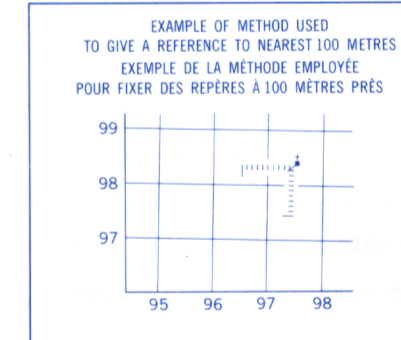 EXAMPLE OF METHOD USED
TO GIVE A REFERENCE TO NEAREST 100 METRES
EXEMPLE DE LA MÉTHODE EMPLOYÉE
POUR FIXER DES REPÈRES À 100 MÈTRES PRÈS
99
98
97
95 96 97 98